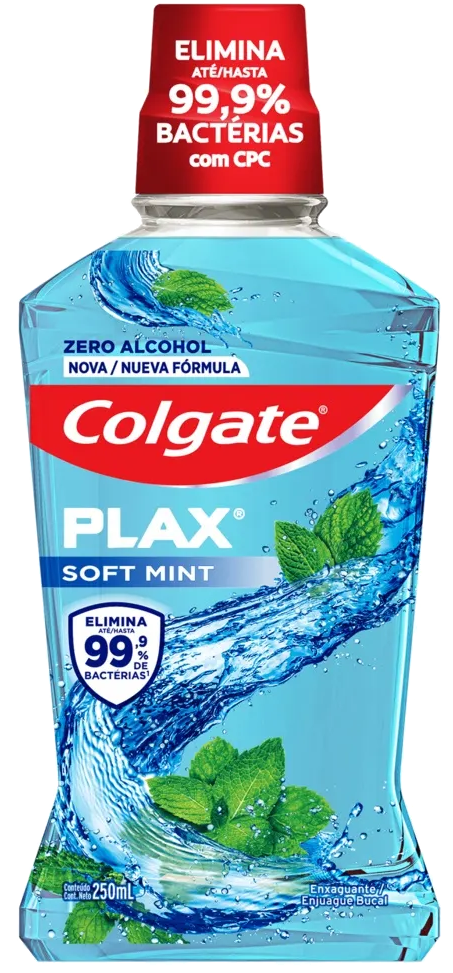 ELIMINA
ATÉ/HASTA
99,9%
BACTÉRIAS
com CPC
ZERO ALCOHOL
NOVA / NUEVA FÓRMULA
Colgate®
PLAX®
SOFT MINT
ELIMINA
ATÉ/HASTA
99,9
%
DE
BACTÉRIAS¹
Conteúdo
Cont. Neto 250mL
Enxaguante /
Enjuague Bucal